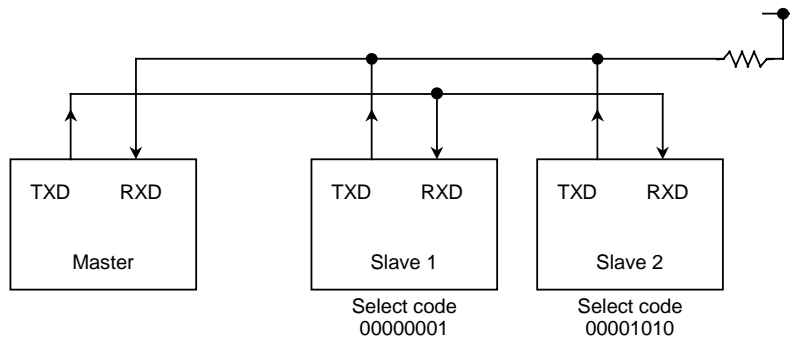 TXD RXD TXD RXD TXD RXD
Master Slave 1 Slave 2
Select code Select code
00000001 00001010